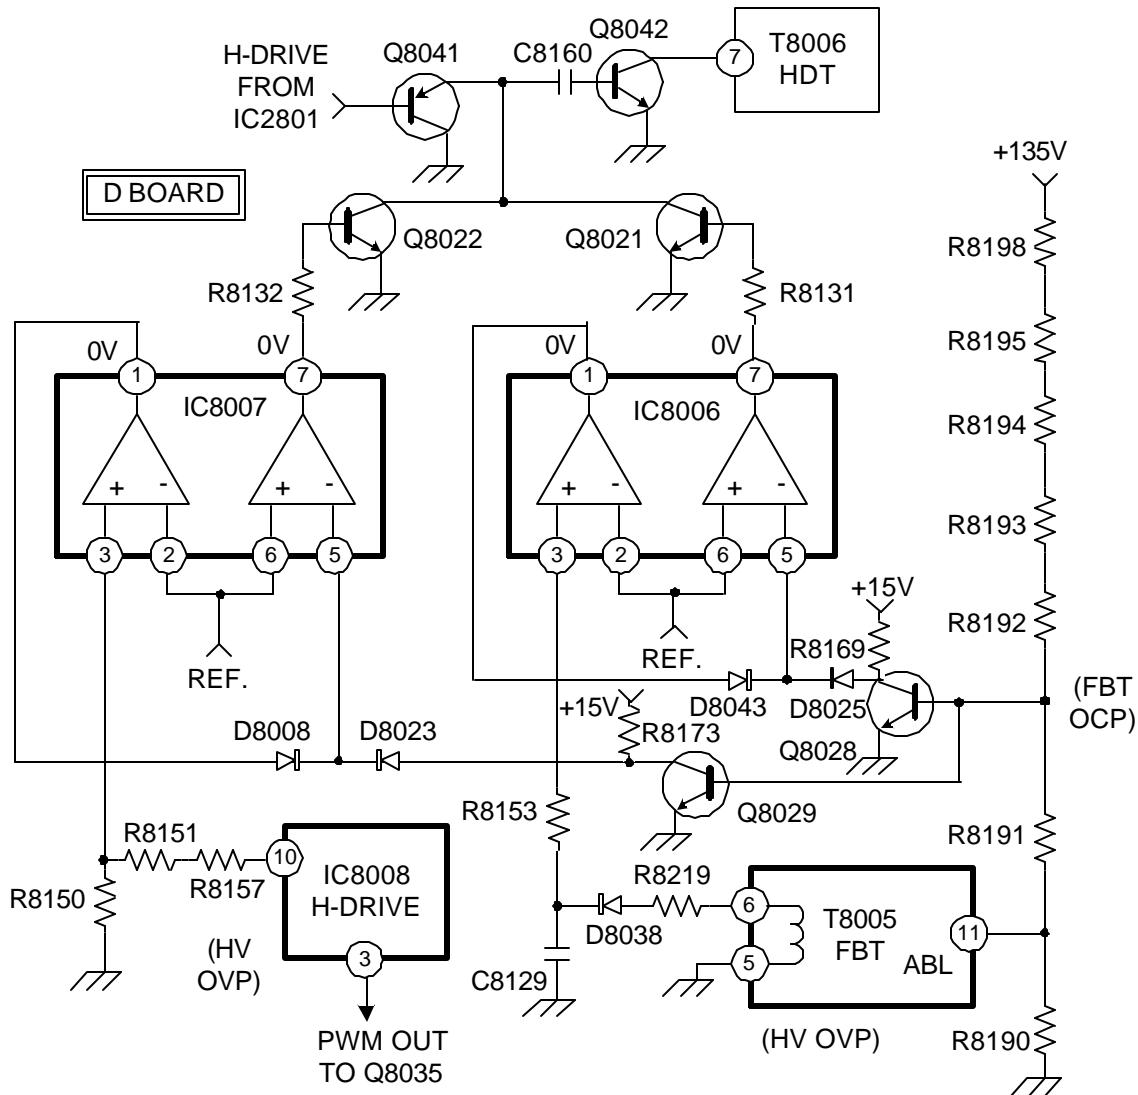 Q8042
T8006
HDT
7
C8160
Q8041
H-DRIVE
FROM
IC2801
+135V
D BOARD
Q8022
Q8021
R8198
R8132
R8131
R8195
0V
0V
0V
0V
1
7
1
7
IC8007
IC8006
R8194
+ -
+ -
+ -
+ -
R8193
3
2
6
5
3
2
6
5
+15V
R8192
R8169
REF.
REF.
D8043
D8025
(FBT
OCP)
+15V
D8008
D8023
R8173
Q8028
Q8029
R8153
R8191
R8151
10
R8157
IC8008
H-DRIVE
R8150
R8219
6
T8005
FBT
11
ABL
D8038
5
(HV
OVP)
3
C8129
(HV OVP)
R8190
PWM OUT
TO Q8035